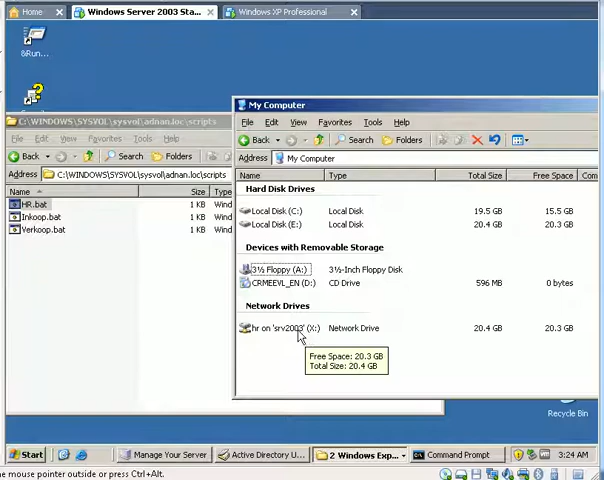 Home
Windows Server 2003 Sta...
Windows XP Professional
&Run...
C:\WINDOWS\SYSVOL\sysvol\adnan.loc\scripts
File Edit View Favorites Tools Help
Back Search Folders
Address C:\WINDOWS\SYSVOL\sysvol\adnan.loc\scripts
Name Size Type
HR.bat 1 KB Wind
Inkoop.bat 1 KB Wind
Verkoop.bat 1 KB Wind
My Computer
File Edit View Favorites Tools Help
Back Search Folders
Address My Computer
Name Type Total Size Free Space Com
Hard Disk Drives
Local Disk (C:) Local Disk 19.5 GB 15.5 GB
Local Disk (E:) Local Disk 20.4 GB 20.3 GB
Devices with Removable Storage
3½ Floppy (A:) 3½-Inch Floppy Disk
CRMEEVL_EN (D:) CD Drive 596 MB 0 bytes
Network Drives
hr on 'srv2003' (X:) Network Drive 20.4 GB 20.3 GB
Free Space: 20.3 GB
Total Size: 20.4 GB
Recycle Bin
Start Manage Your Server Active Directory U... 2 Windows Exp... Command Prompt 3:24 AM
e mouse pointer outside or press Ctrl+Alt.